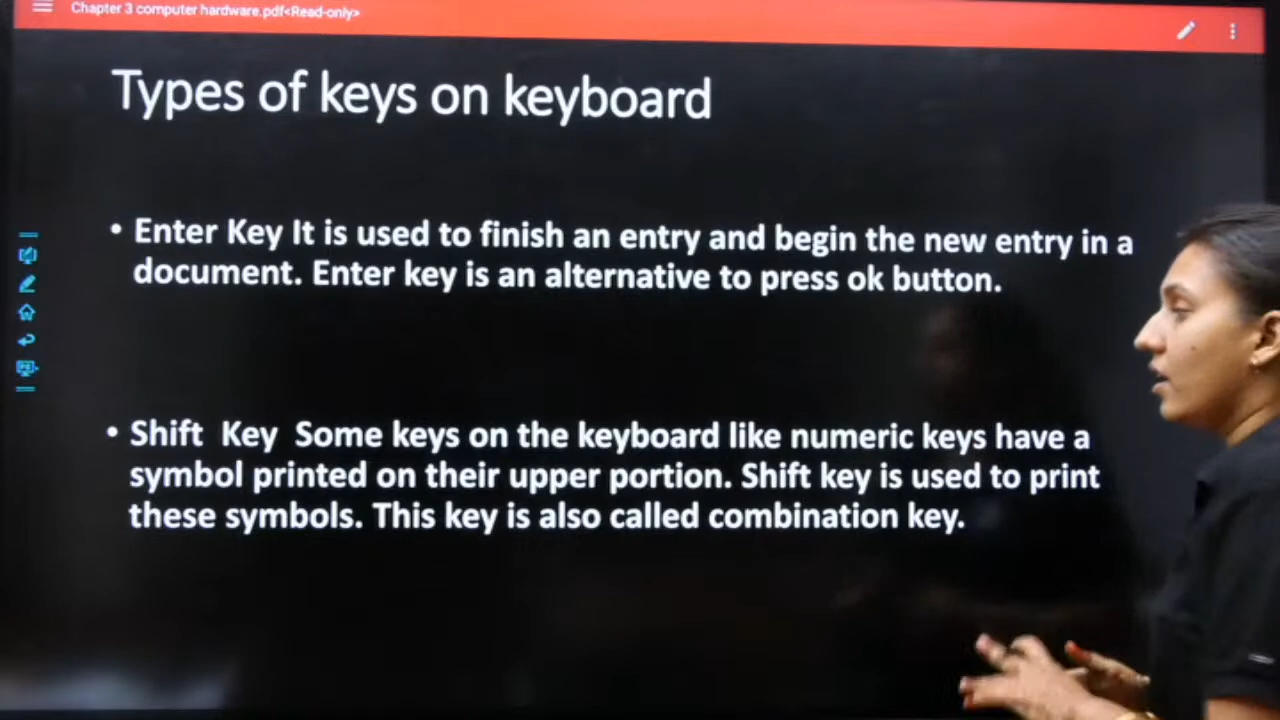 Chapter 3 computer hardware.pdf<Read-only>
Types of keys on keyboard
• Enter Key It is used to finish an entry and begin the new entry in a
document. Enter key is an alternative to press ok button.
• Shift  Key  Some keys on the keyboard like numeric keys have a
symbol printed on their upper portion. Shift key is used to print
these symbols. This key is also called combination key.